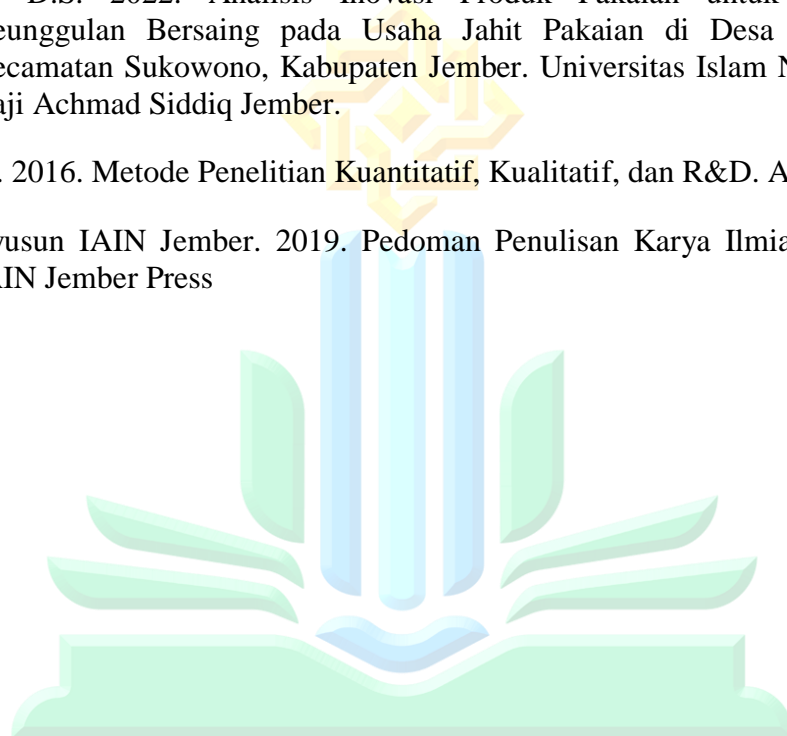 D.S. 2022. Analisis Inovasi Produk Pakaian untuk
eunggulan Bersaing pada Usaha Jahit Pakaian di Desa
ecamatan Sukowono, Kabupaten Jember. Universitas Islam N
aji Achmad Siddiq Jember.
. 2016. Metode Penelitian Kuantitatif, Kualitatif, dan R&D. A
yusun IAIN Jember. 2019. Pedoman Penulisan Karya Ilmia
AIN Jember Press